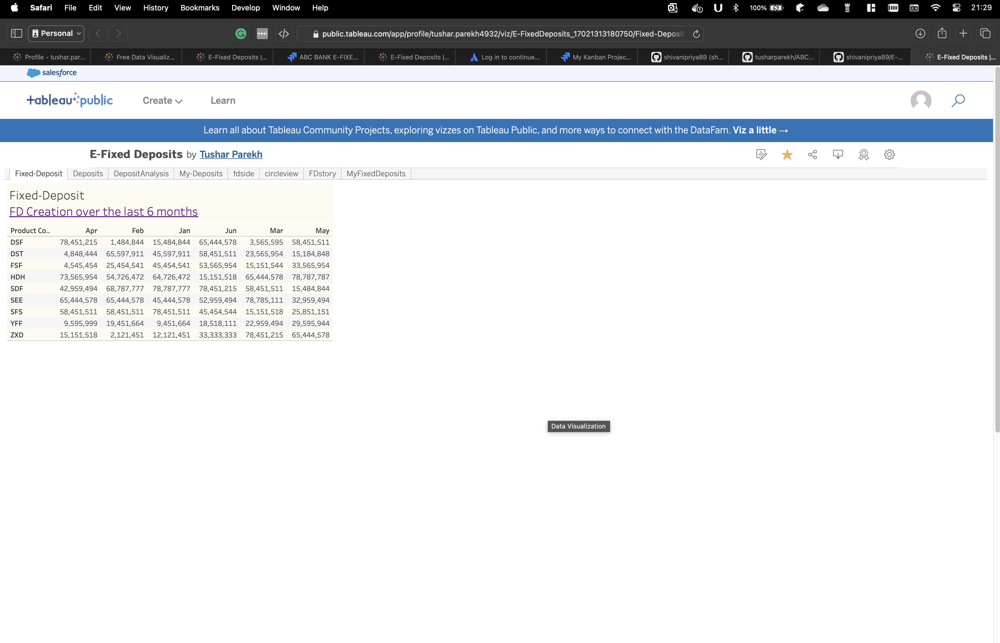 Safari File Edit View History Bookmarks Develop Window Help 100% 21:29
Personal public.tableau.com/app/profile/tushar.parekh4932/viz/E-FixedDeposits_17021313180750/Fixed-Deposit
Profile - tushar.par... Free Data Visualiz... E-Fixed Deposits |... ABC BANK E-FIXE... E-Fixed Deposits |... Log in to continue... My Kanban Projec... shivanipriya89 (sh... tusharparekh/ABC... shivanipriya89/E-... E-Fixed Deposits |...
salesforce
+ableau public Create Learn
Learn all about Tableau Community Projects, exploring vizzes on Tableau Public, and more ways to connect with the DataFam. Viz a little →
E-Fixed Deposits by Tushar Parekh
Fixed-Deposit Deposits DepositAnalysis My-Deposits fdside circleview FDstory MyFixedDeposits
Fixed-Deposit
FD Creation over the last 6 months
Product Co.. Apr Feb Jan Jun Mar May
DSF 78,451,215 1,484,844 15,484,844 65,444,578 3,565,595 58,451,511
DST 4,848,444 65,597,911 45,597,911 58,451,511 23,565,954 15,184,848
FSF 4,545,454 25,454,541 45,454,541 53,565,954 15,151,544 33,565,954
HDH 73,565,954 54,726,472 64,726,472 15,151,518 65,444,578 78,787,787
SDF 42,959,494 68,787,777 78,787,777 78,451,215 58,451,511 15,484,844
SEE 65,444,578 65,444,578 45,444,578 52,959,494 78,785,111 32,959,494
SFS 58,451,511 58,451,511 78,451,511 45,454,544 15,151,518 25,851,151
YFF 9,595,999 19,451,664 9,451,664 18,518,111 22,959,494 29,595,944
ZXD 15,151,518 2,121,451 12,121,451 33,333,333 78,451,215 65,444,578
Data Visualization